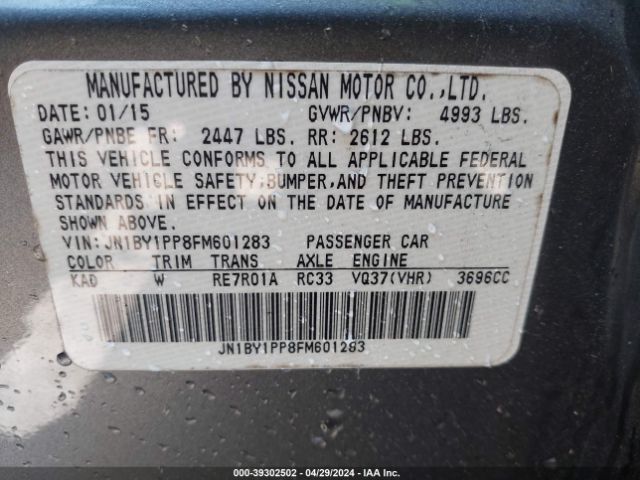 MANUFACTURED BY NISSAN MOTOR CO.,LTD.
DATE: 01/15 GVWR/PNBV: 4993 LBS.
GAWR/PNBE FR: 2447 LBS. RR: 2612 LBS.
THIS VEHICLE CONFORMS TO ALL APPLICABLE FEDERAL
MOTOR VEHICLE SAFETY,BUMPER,AND THEFT PREVENTION
STANDARDS IN EFFECT ON THE DATE OF MANUFACTURE
SHOWN ABOVE.
VIN:JN1BY1PP8FM601283 PASSENGER CAR
COLOR TRIM TRANS AXLE ENGINE
KAD W RE7R01A RC33 VQ37(VHR) 3696CC
JN1BY1PP8FM601283
000-39302502 - 04/29/2024 - IAA Inc.